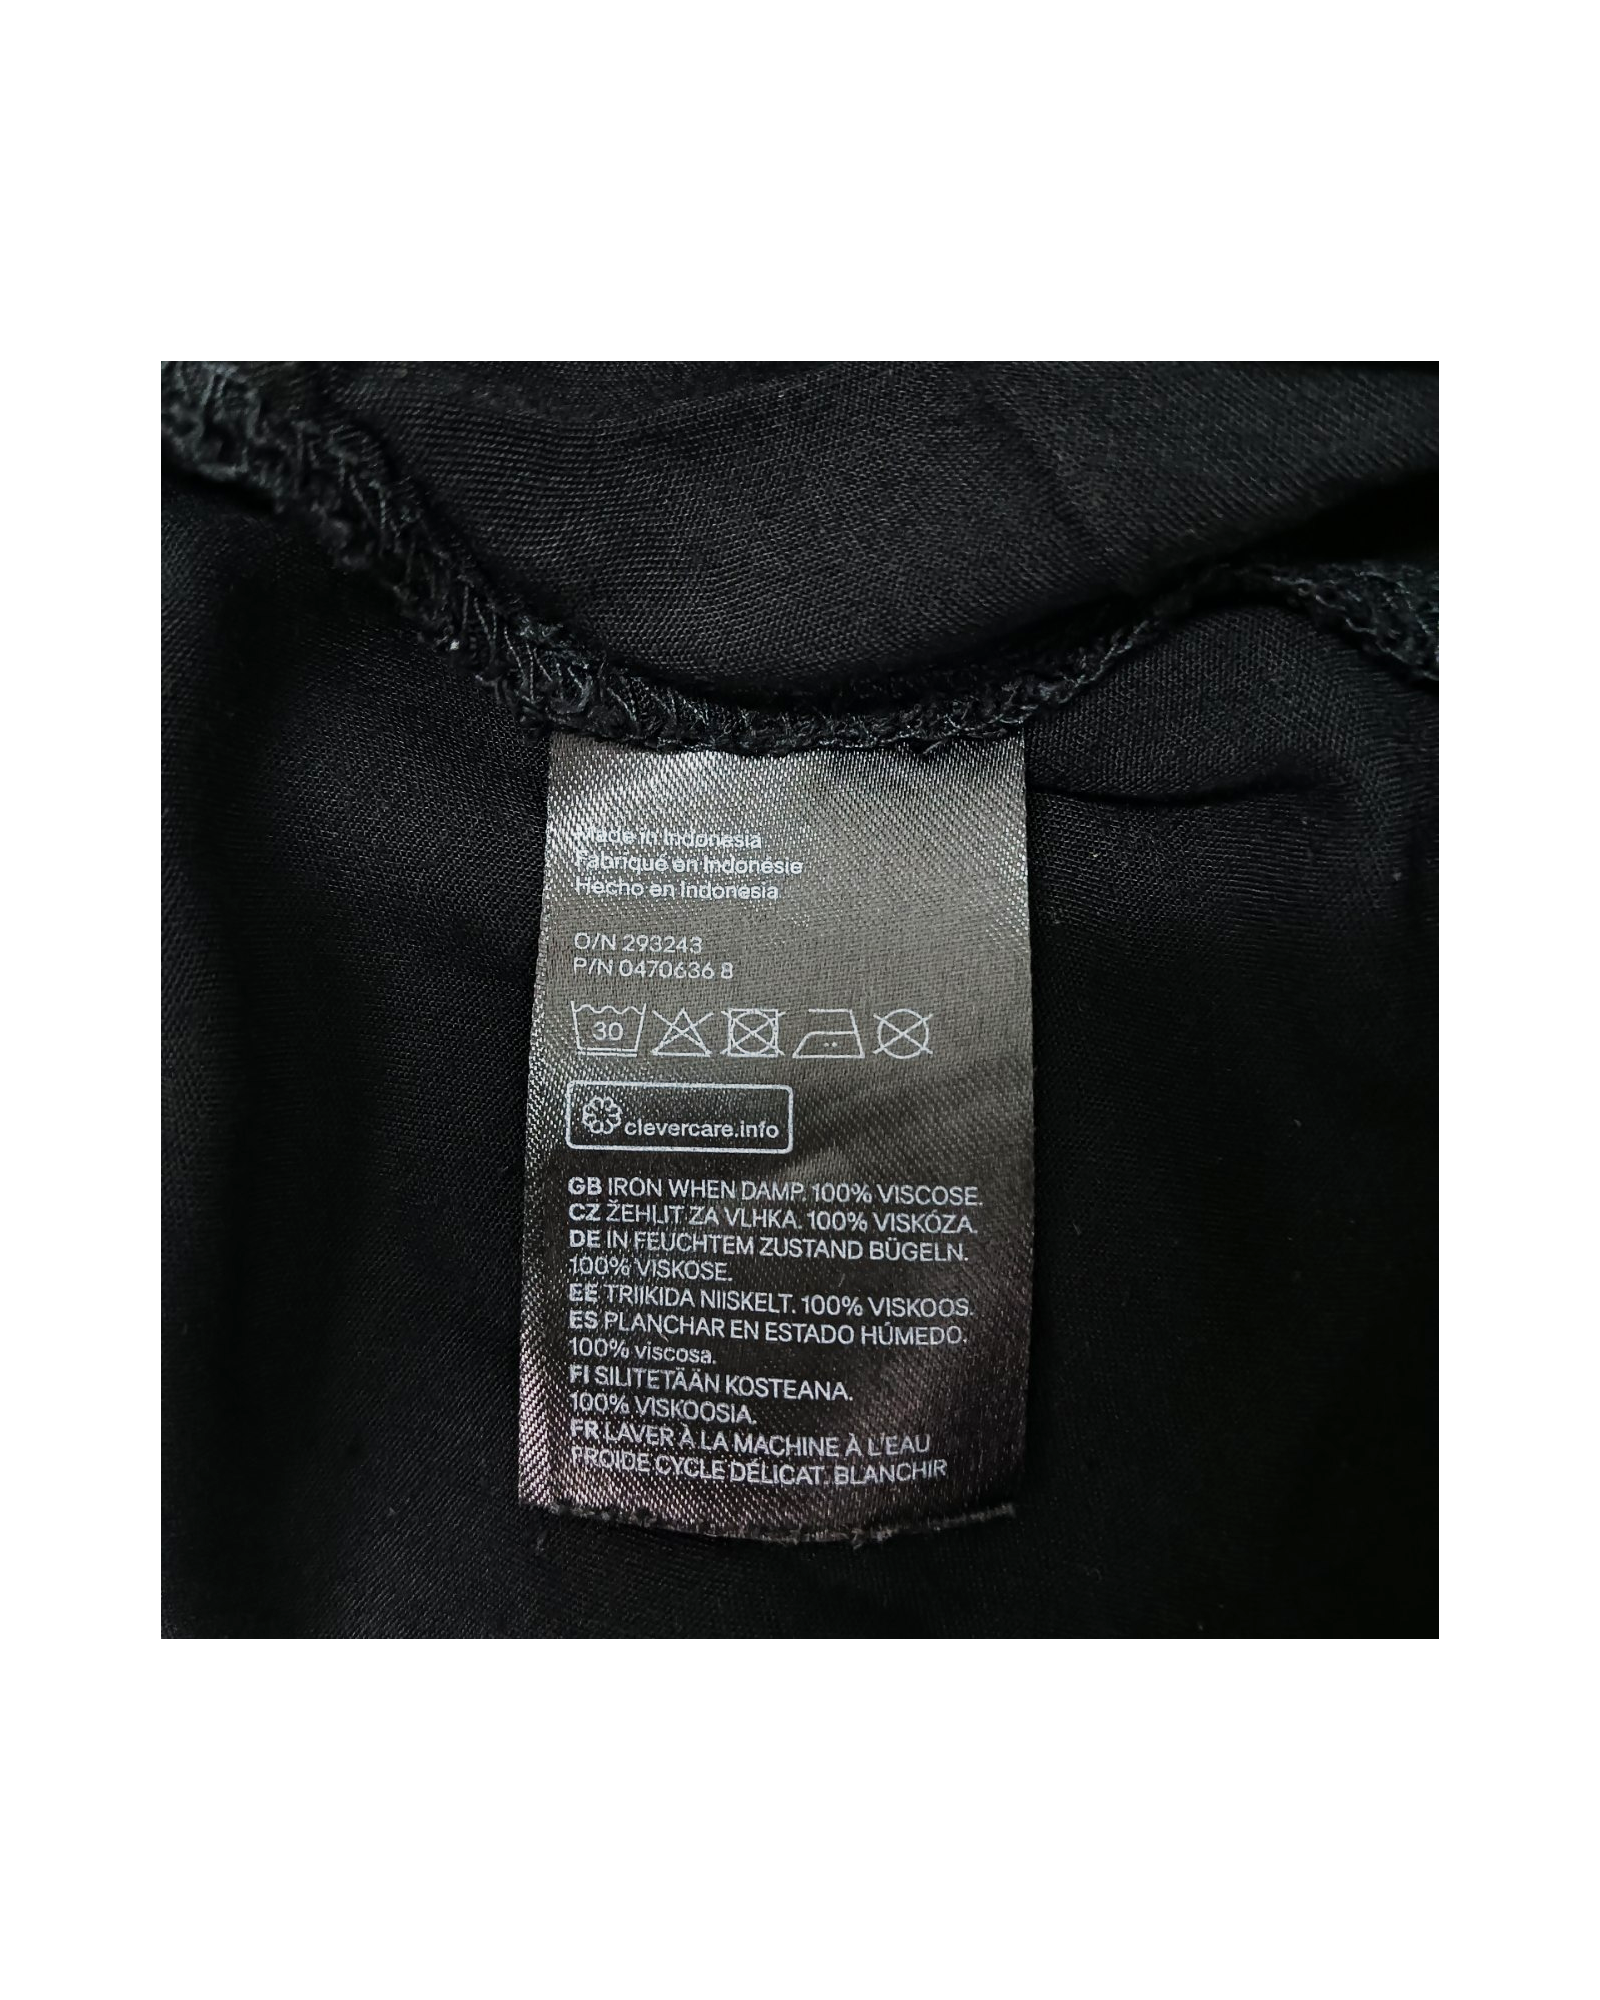 Made in Indonesia
Fabriqué en Indonésie
Hecho en Indonesia
O/N 293243
P/N 0470636 8
30
clevercare.info
GB IRON WHEN DAMP. 100% VISCOSE.
CZ ŽEHLIT ZA VLHKA. 100% VISKÓZA.
DE IN FEUCHTEM ZUSTAND BÜGELN.
100% VISKOSE.
EE TRIIKIDA NIISKELT. 100% VISKOOS.
ES PLANCHAR EN ESTADO HÚMEDO.
100% viscosa.
FI SILITETÄÄN KOSTEANA.
100% VISKOOSIA.
FR LAVER À LA MACHINE À L'EAU
FROIDE CYCLE DÉLICAT. BLANCHIR